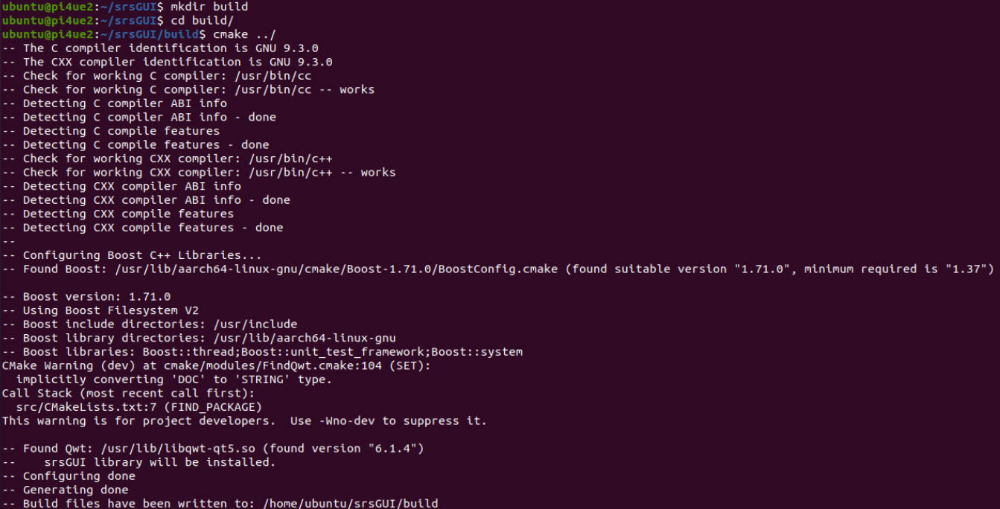 ubuntu@pi4ue2:~/srsGUI$ mkdir build
ubuntu@pi4ue2:~/srsGUI$ cd build/
ubuntu@pi4ue2:~/srsGUI/build$ cmake ../
-- The C compiler identification is GNU 9.3.0
-- The CXX compiler identification is GNU 9.3.0
-- Check for working C compiler: /usr/bin/cc
-- Check for working C compiler: /usr/bin/cc -- works
-- Detecting C compiler ABI info
-- Detecting C compiler ABI info - done
-- Detecting C compile features
-- Detecting C compile features - done
-- Check for working CXX compiler: /usr/bin/c++
-- Check for working CXX compiler: /usr/bin/c++ -- works
-- Detecting CXX compiler ABI info
-- Detecting CXX compiler ABI info - done
-- Detecting CXX compile features
-- Detecting CXX compile features - done
--
-- Configuring Boost C++ Libraries...
-- Found Boost: /usr/lib/aarch64-linux-gnu/cmake/Boost-1.71.0/BoostConfig.cmake (found suitable version "1.71.0", minimum required is "1.37")
-- Boost version: 1.71.0
-- Using Boost Filesystem V2
-- Boost include directories: /usr/include
-- Boost library directories: /usr/lib/aarch64-linux-gnu
-- Boost libraries: Boost::thread;Boost::unit_test_framework;Boost::system
CMake Warning (dev) at cmake/modules/FindQwt.cmake:104 (SET):
  implicitly converting 'DOC' to 'STRING' type.
Call Stack (most recent call first):
  src/CMakeLists.txt:7 (FIND_PACKAGE)
This warning is for project developers.  Use -Wno-dev to suppress it.
-- Found Qwt: /usr/lib/libqwt-qt5.so (found version "6.1.4")
--    srsGUI library will be installed.
-- Configuring done
-- Generating done
-- Build files have been written to: /home/ubuntu/srsGUI/build